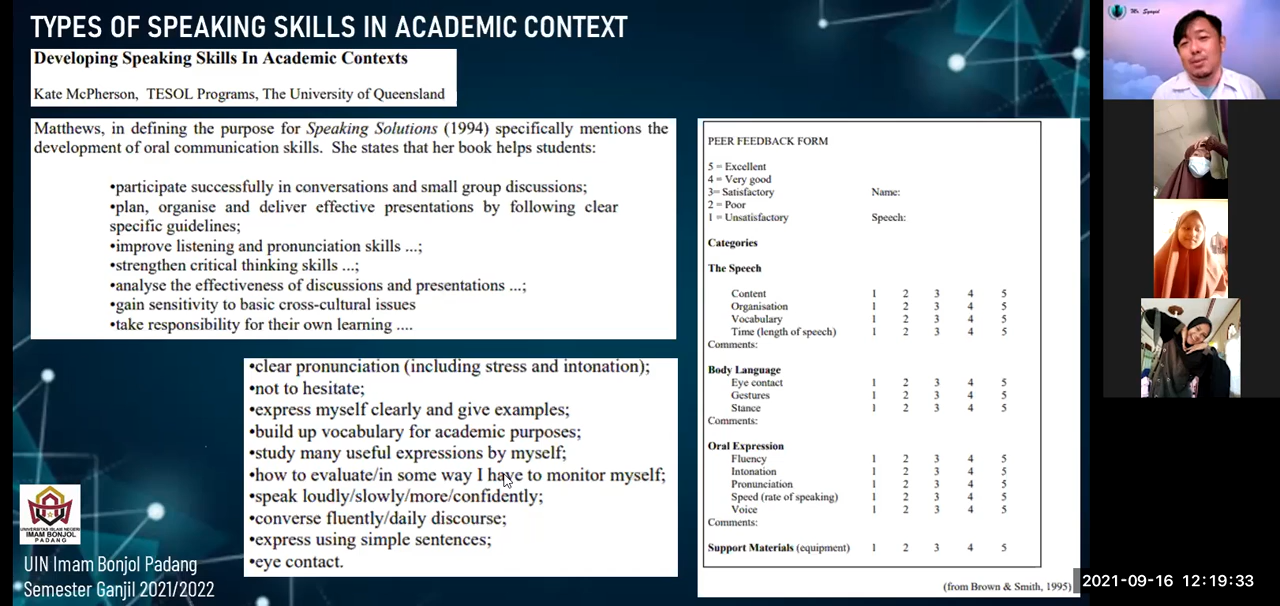 TYPES OF SPEAKING SKILLS IN ACADEMIC CONTEXT
Developing Speaking Skills In Academic Contexts
Kate McPherson, TESOL Programs, The University of Queensland
Matthews, in defining the purpose for Speaking Solutions (1994) specifically mentions the
development of oral communication skills. She states that her book helps students:
•participate successfully in conversations and small group discussions;
•plan, organise and deliver effective presentations by following clear
specific guidelines;
•improve listening and pronunciation skills ...;
•strengthen critical thinking skills ...;
•analyse the effectiveness of discussions and presentations ...;
•gain sensitivity to basic cross-cultural issues
•take responsibility for their own learning ....
•clear pronunciation (including stress and intonation);
•not to hesitate;
•express myself clearly and give examples;
•build up vocabulary for academic purposes;
•study many useful expressions by myself;
•how to evaluate/in some way I have to monitor myself;
•speak loudly/slowly/more/confidently;
•converse fluently/daily discourse;
•express using simple sentences;
•eye contact.
PEER FEEDBACK FORM
5 = Excellent
4 = Very good
3= Satisfactory Name:
2 = Poor
1 = Unsatisfactory Speech:
Categories
The Speech
Content 1 2 3 4 5
Organisation 1 2 3 4 5
Vocabulary 1 2 3 4 5
Time (length of speech) 1 2 3 4 5
Comments:
Body Language
Eye contact 1 2 3 4 5
Gestures 1 2 3 4 5
Stance 1 2 3 4 5
Comments:
Oral Expression
Fluency 1 2 3 4 5
Intonation 1 2 3 4 5
Pronunciation 1 2 3 4 5
Speed (rate of speaking) 1 2 3 4 5
Voice 1 2 3 4 5
Comments:
Support Materials (equipment) 1 2 3 4 5
(from Brown & Smith, 1995)
UNIVERSITAS ISLAM NEGERI
IMAM BONJOL
PADANG
UIN Imam Bonjol Padang
Semester Ganjil 2021/2022
Mr. Syayid
2021-09-16 12:19:33